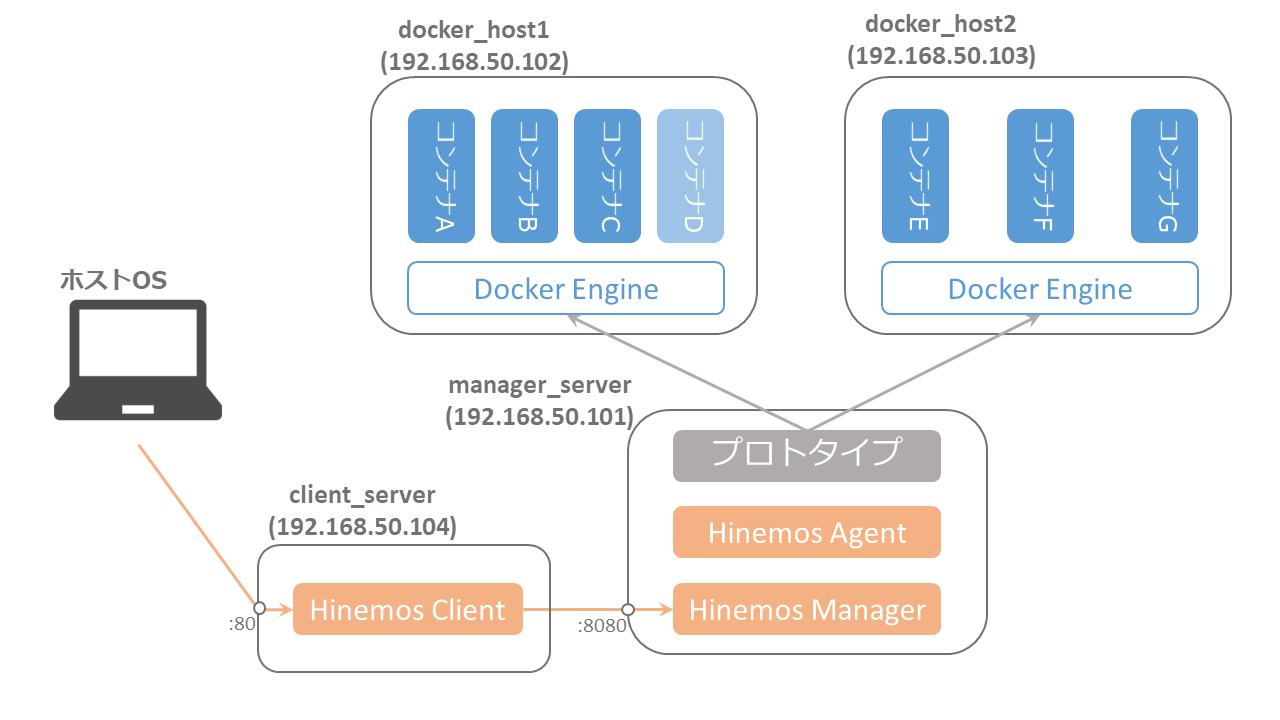 docker_host1
(192.168.50.102)
コンテナA
コンテナB
コンテナC
コンテナD
Docker Engine
docker_host2
(192.168.50.103)
コンテナE
コンテナF
コンテナG
Docker Engine
ホストOS
manager_server
(192.168.50.101)
プロトタイプ
Hinemos Agent
Hinemos Manager
client_server
(192.168.50.104)
Hinemos Client
:80
:8080